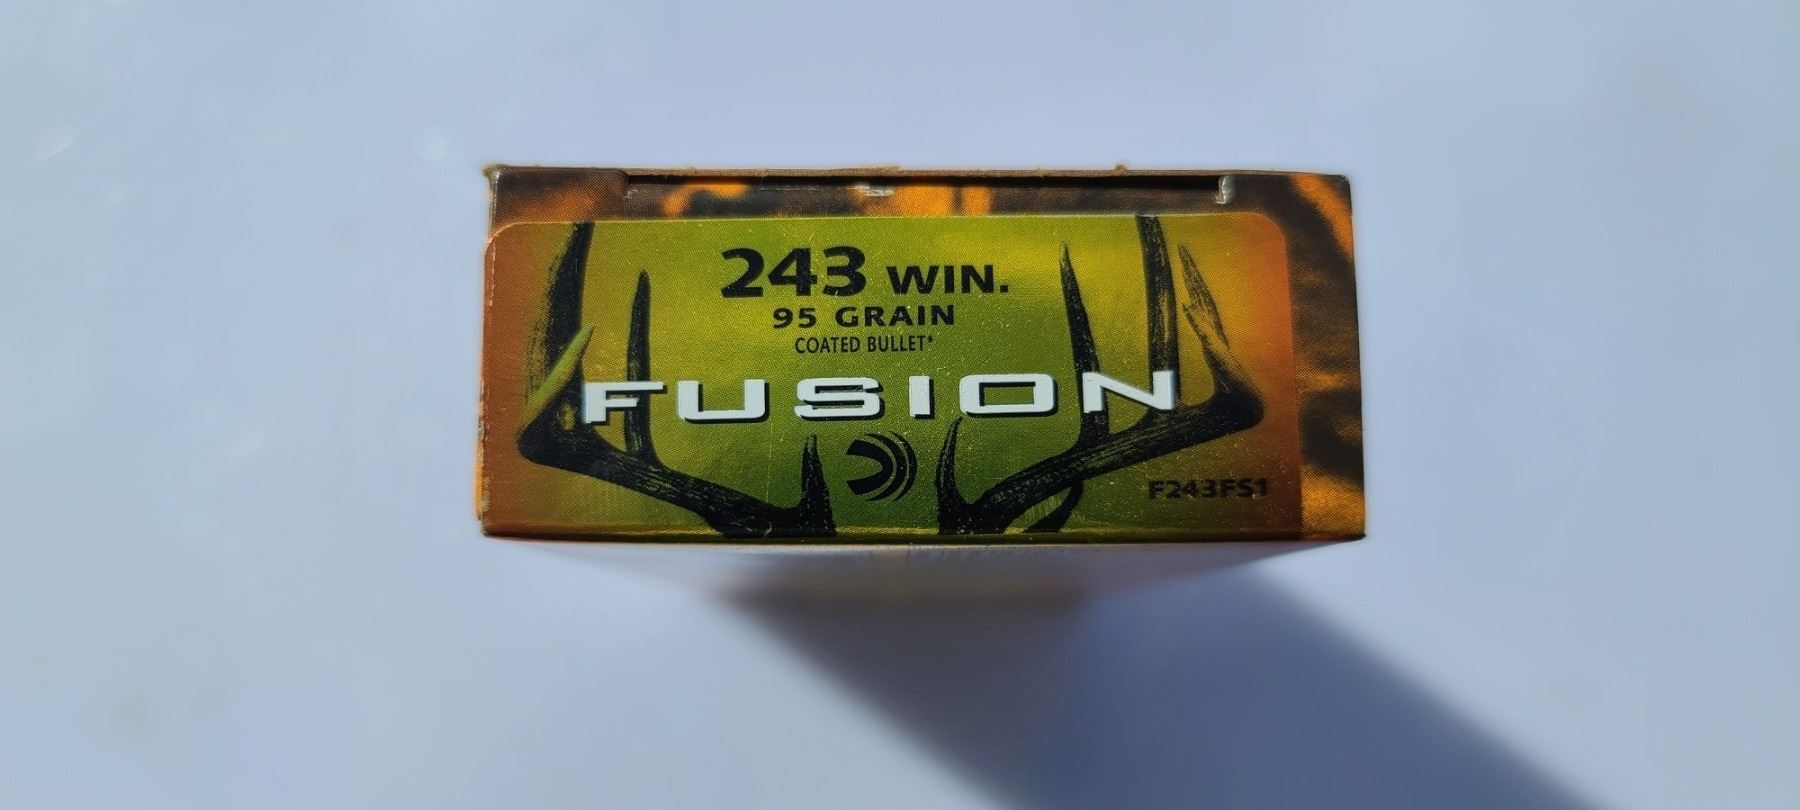 243 WIN.
95 GRAIN
COATED BULLET*
FUSION
F243FS1